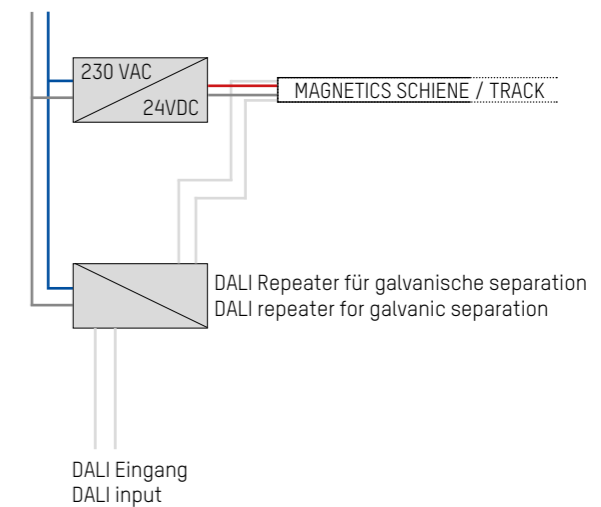 230 VAC
24VDC
MAGNETICS SCHIENE / TRACK
DALI Repeater für galvanische separation
DALI repeater for galvanic separation
DALI Eingang
DALI input